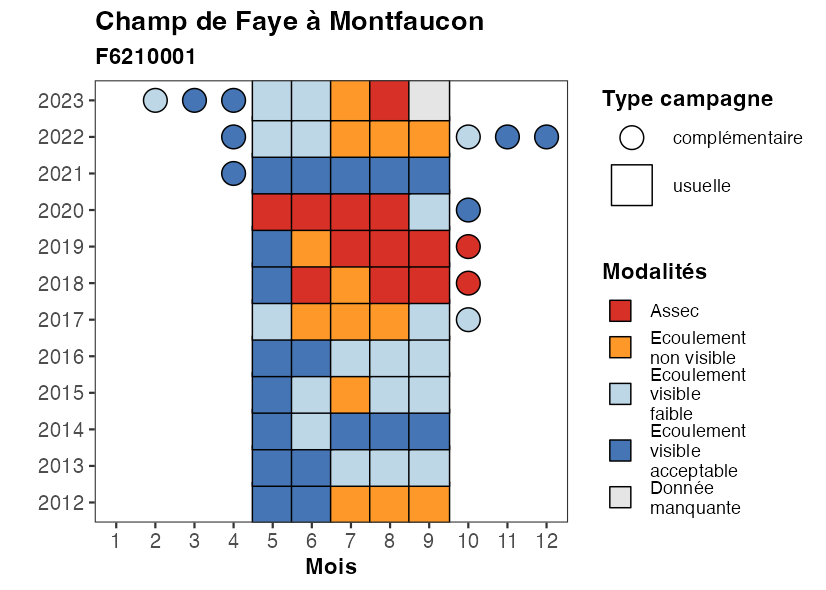 Champ de Faye à Montfaucon
F6210001
2023
2022
2021
2020
2019
2018
2017
2016
2015
2014
2013
2012
1 2 3 4 5 6 7 8 9 10 11 12
Mois
Type campagne
complémentaire
usuelle
Modalités
Assec
Ecoulement
non visible
Ecoulement
visible
faible
Ecoulement
visible
acceptable
Donnée
manquante